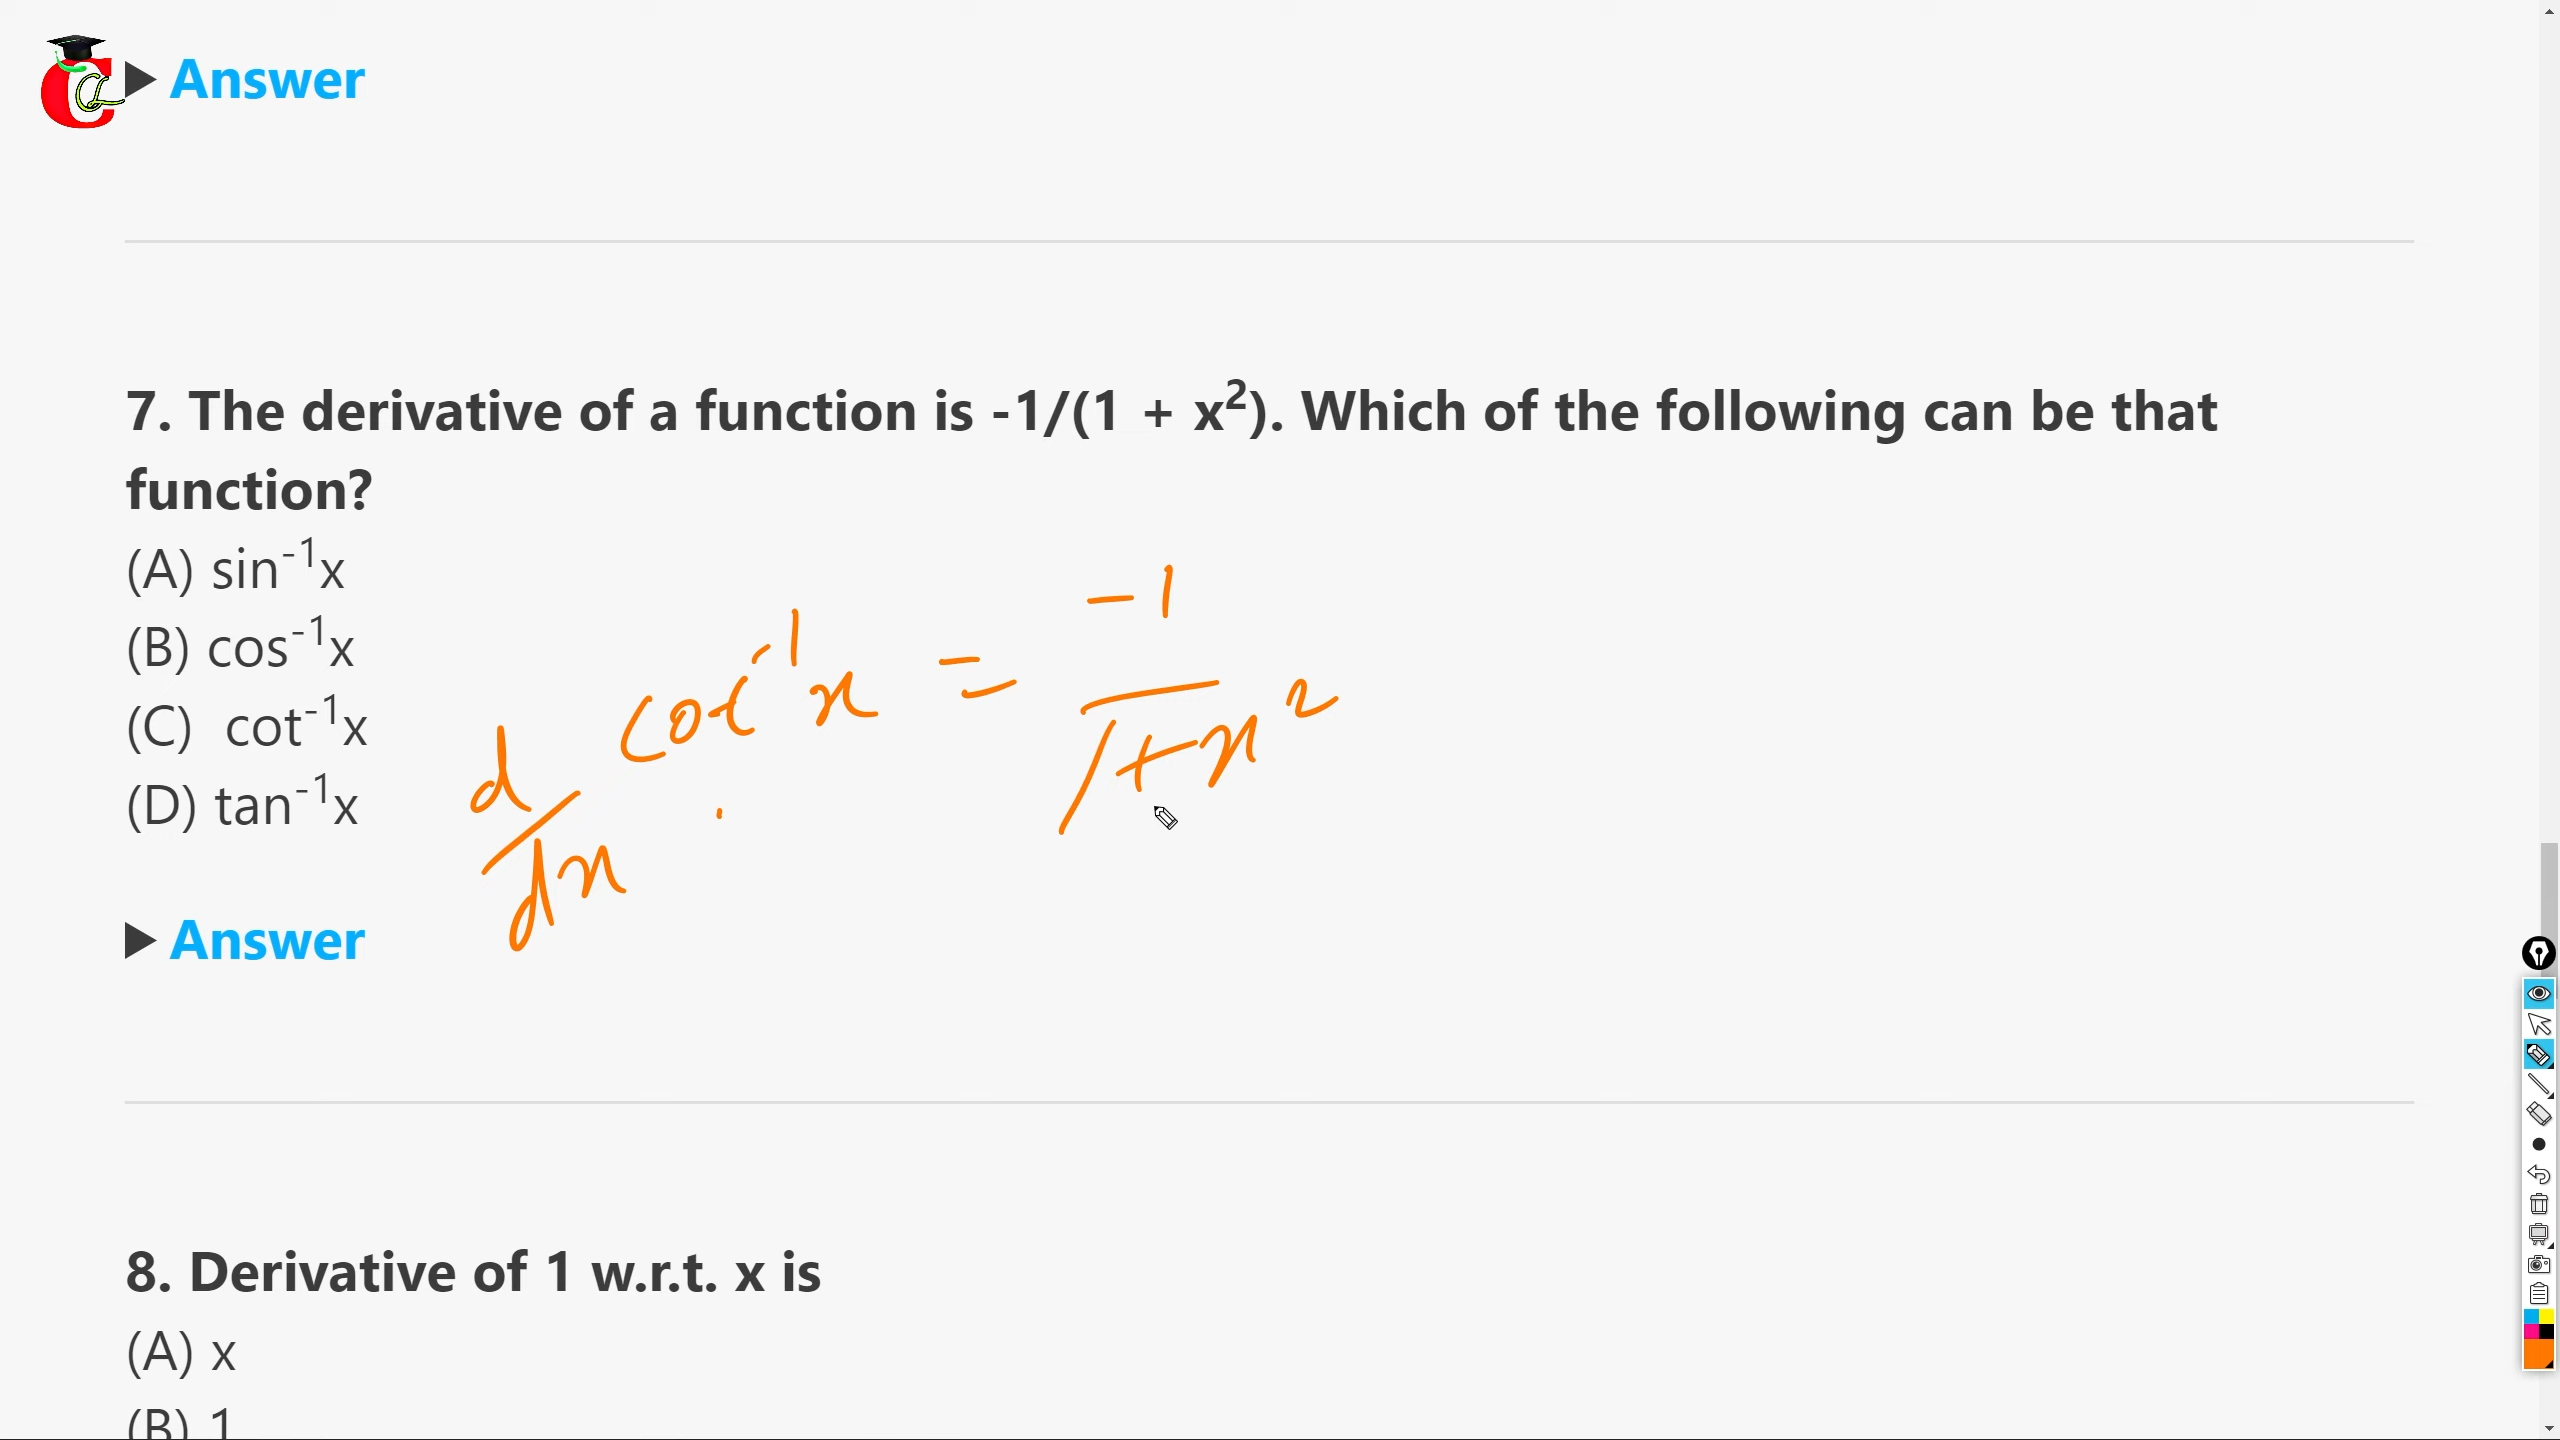 ▶ Answer
7. The derivative of a function is -1/(1 + x²). Which of the following can be that
function?
(A) sin⁻¹x
(B) cos⁻¹x
(C) cot⁻¹x
(D) tan⁻¹x
d/dx cot⁻¹x = -1/(1+x²)
▶ Answer
8. Derivative of 1 w.r.t. x is
(A) x
(B) 1